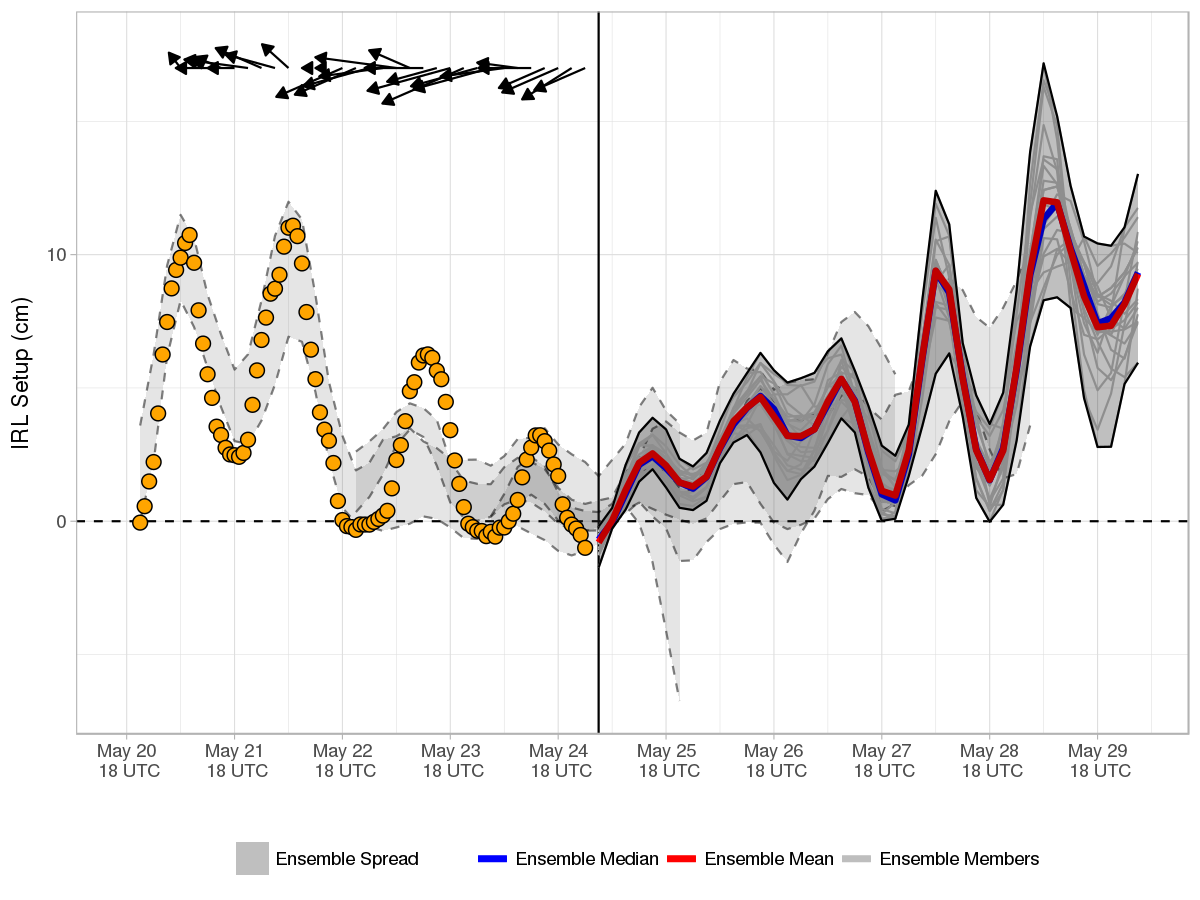 IRL Setup (cm)
10
0
May 20 May 21 May 22 May 23 May 24 May 25 May 26 May 27 May 28 May 29
18 UTC 18 UTC 18 UTC 18 UTC 18 UTC 18 UTC 18 UTC 18 UTC 18 UTC 18 UTC
Ensemble Spread Ensemble Median Ensemble Mean Ensemble Members